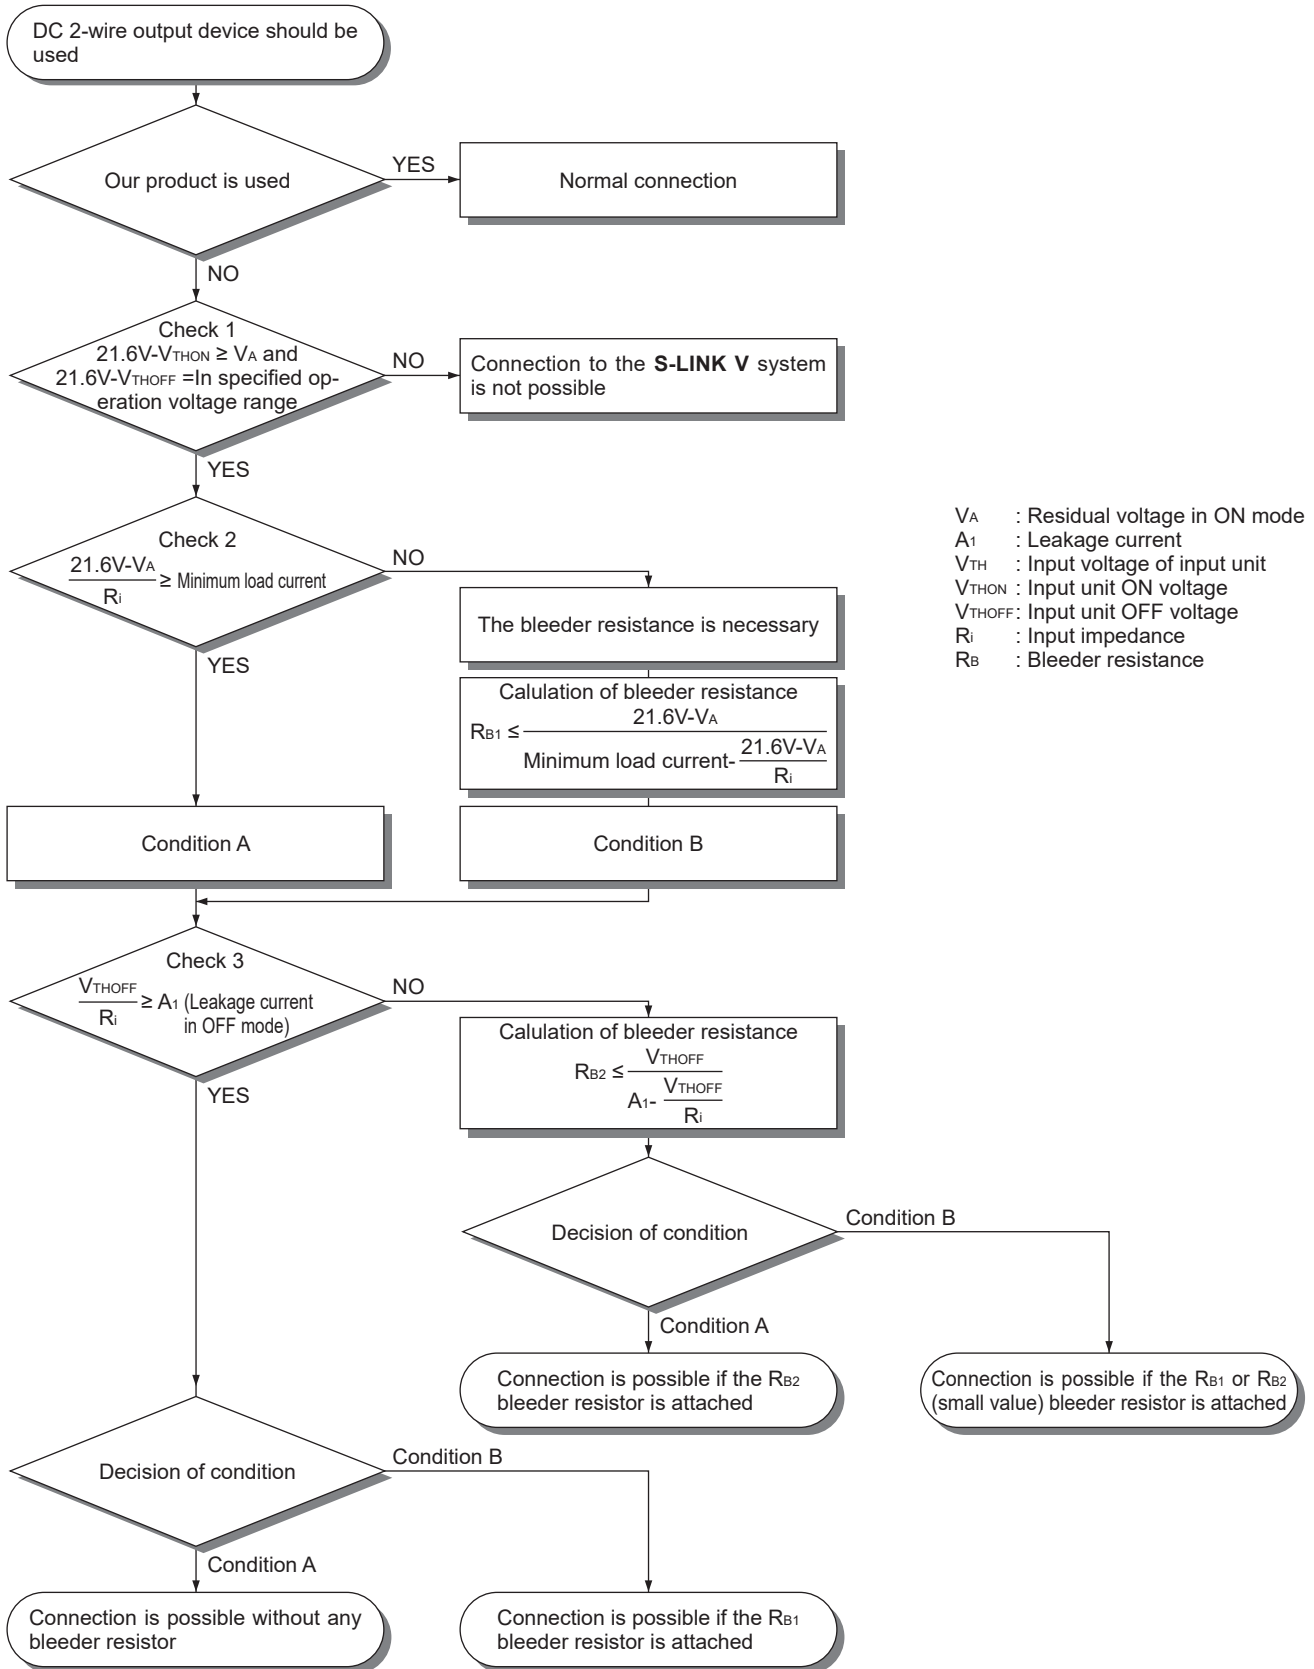 DC 2-wire output device should be
used
Our product is used
YES
Normal connection
NO
Check 1
21.6V-VTHON ≥ VA and
21.6V-VTHOFF =In specified op-
eration voltage range
NO
Connection to the S-LINK V system
is not possible
YES
Check 2
21.6V-VA
Ri
≥ Minimum load current
NO
The bleeder resistance is necessary
Calulation of bleeder resistance
RB1 ≤
21.6V-VA
Minimum load current-
21.6V-VA
Ri
YES
Condition A
Condition B
VA : Residual voltage in ON mode
A1 : Leakage current
VTH : Input voltage of input unit
VTHON : Input unit ON voltage
VTHOFF: Input unit OFF voltage
Ri : Input impedance
RB : Bleeder resistance
Check 3
VTHOFF
Ri
≥ A1 (Leakage current
in OFF mode)
NO
Calulation of bleeder resistance
RB2 ≤
VTHOFF
A1-
VTHOFF
Ri
YES
Decision of condition
Condition B
Condition A
Connection is possible if the RB2
bleeder resistor is attached
Connection is possible if the RB1 or RB2
(small value) bleeder resistor is attached
Decision of condition
Condition B
Condition A
Connection is possible without any
bleeder resistor
Connection is possible if the RB1
bleeder resistor is attached